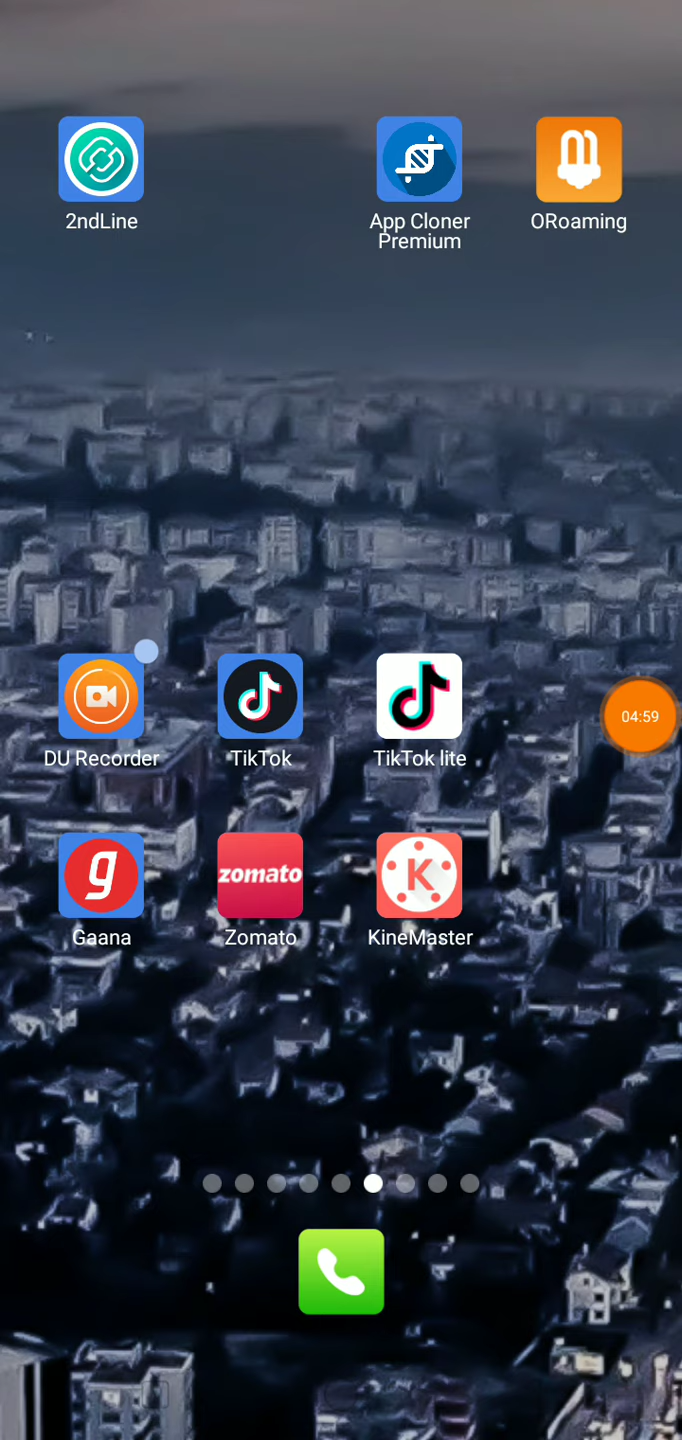 2ndLine
App Cloner
Premium
ORoaming
04:59
DU Recorder
TikTok
TikTok lite
g
zomato
K
Gaana
Zomato
KineMaster